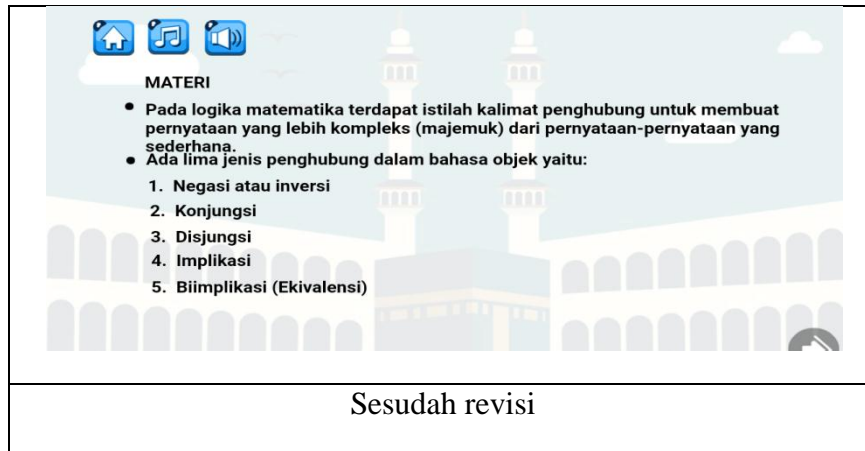 MATERI
• Pada logika matematika terdapat istilah kalimat penghubung untuk membuat
pernyataan yang lebih kompleks (majemuk) dari pernyataan-pernyataan yang
sederhana.
• Ada lima jenis penghubung dalam bahasa objek yaitu:
1. Negasi atau inversi
2. Konjungsi
3. Disjungsi
4. Implikasi
5. Biimplikasi (Ekivalensi)
Sesudah revisi